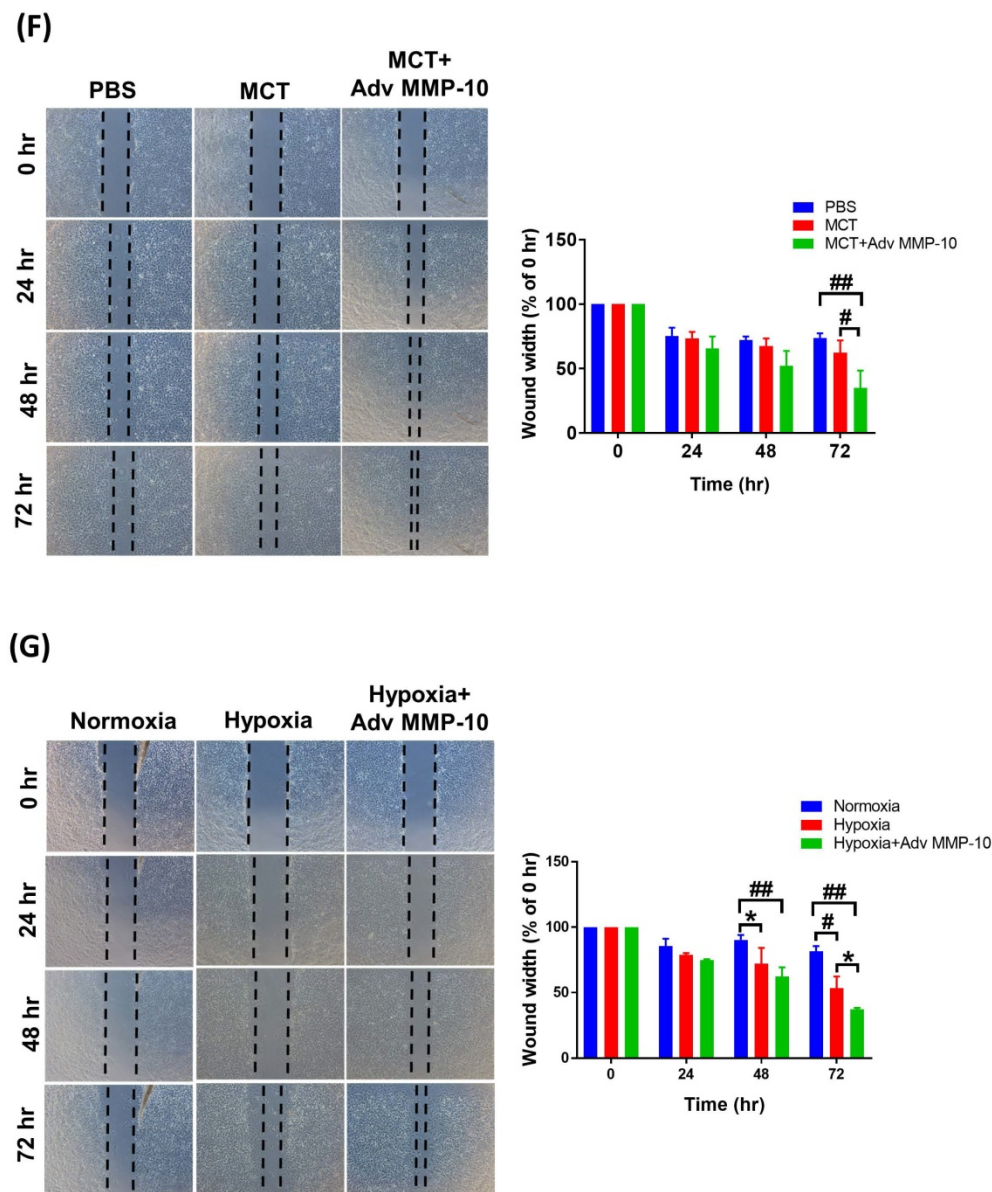 (F)
PBS
MCT
MCT+
Adv MMP-10
0 hr
24 hr
48 hr
72 hr
PBS
MCT
MCT+Adv MMP-10
Wound width (% of 0 hr)
150
100
50
0
##
#
0 24 48 72
Time (hr)
(G)
Normoxia
Hypoxia
Hypoxia+
Adv MMP-10
0 hr
24 hr
48 hr
72 hr
Normoxia
Hypoxia
Hypoxia+Adv MMP-10
Wound width (% of 0 hr)
150
100
50
0
##
*
##
#
*
0 24 48 72
Time (hr)